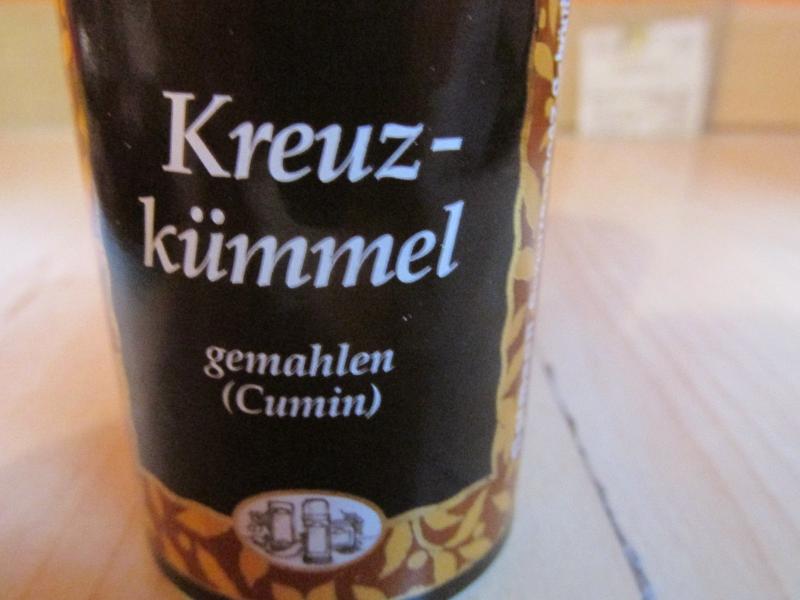 Kreuz-
kümmel
gemahlen
(Cumin)